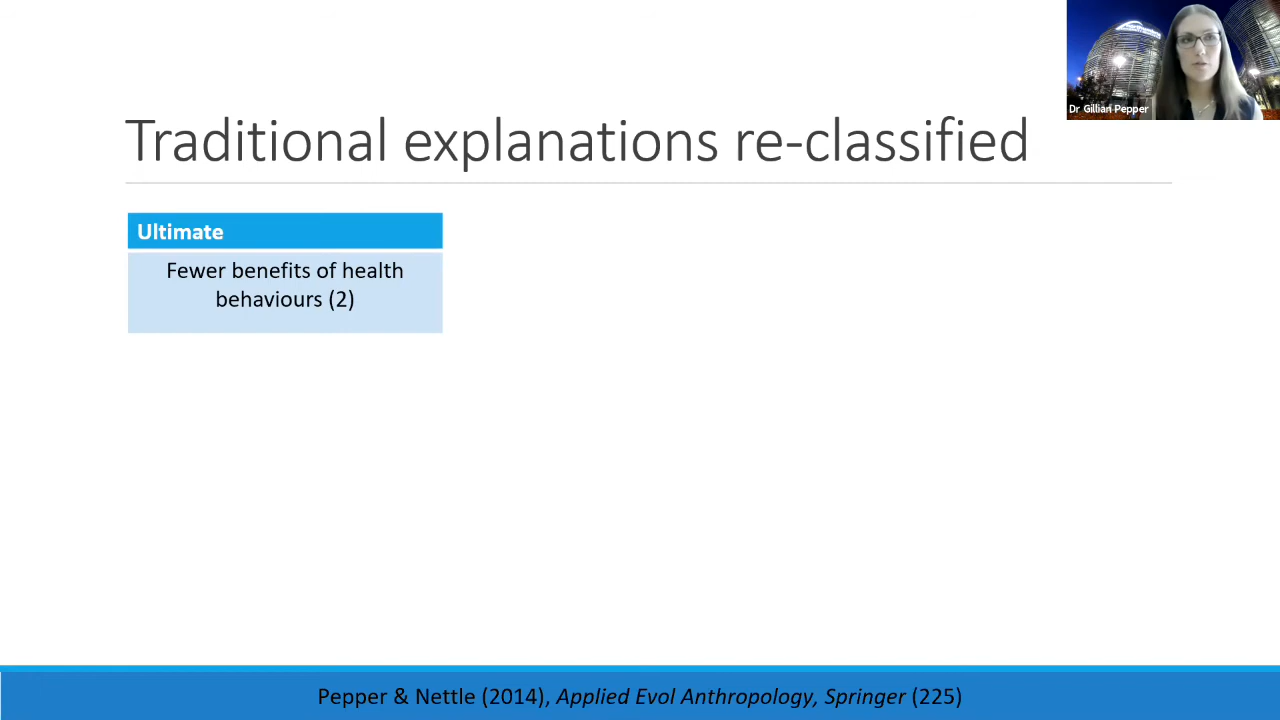 Dr Gillian Pepper
Traditional explanations re-classified
Ultimate
Fewer benefits of health
behaviours (2)
Pepper & Nettle (2014), Applied Evol Anthropology, Springer (225)